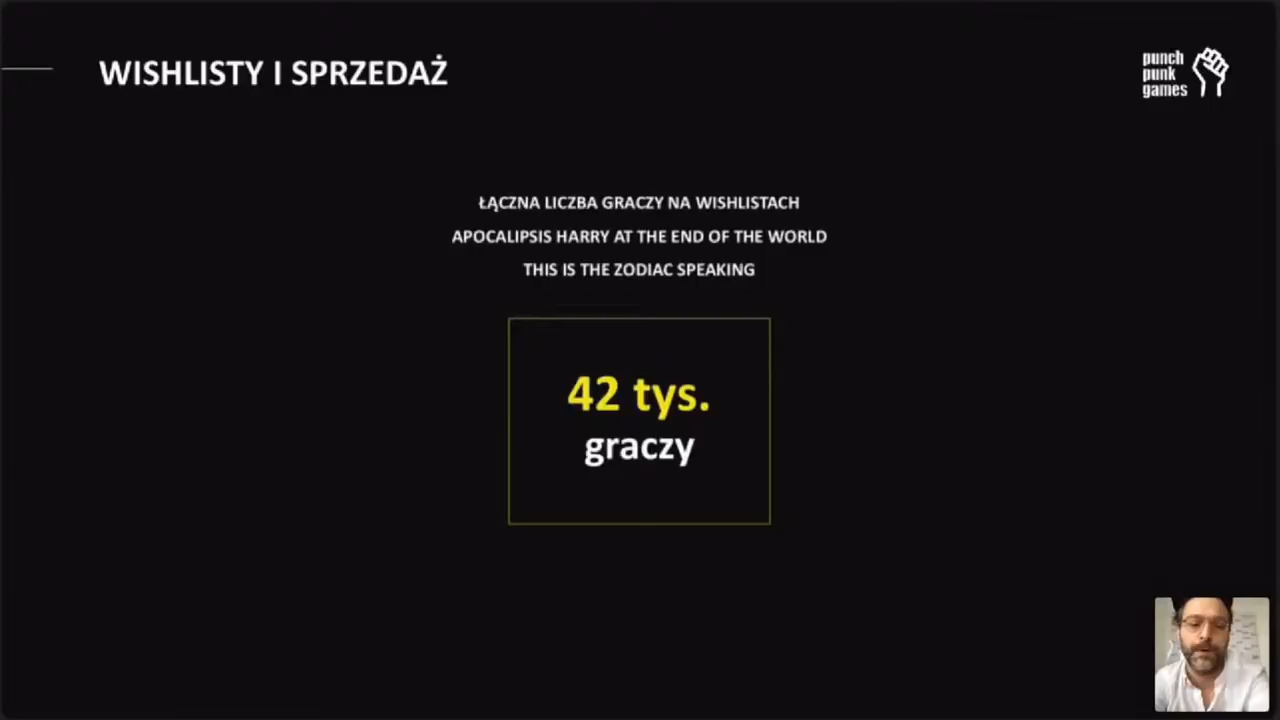 WISHLISTY I SPRZEDAŻ
punch
punk
games
ŁĄCZNA LICZBA GRACZY NA WISHLISTACH
APOCALIPSIS HARRY AT THE END OF THE WORLD
THIS IS THE ZODIAC SPEAKING
42 tys.
graczy